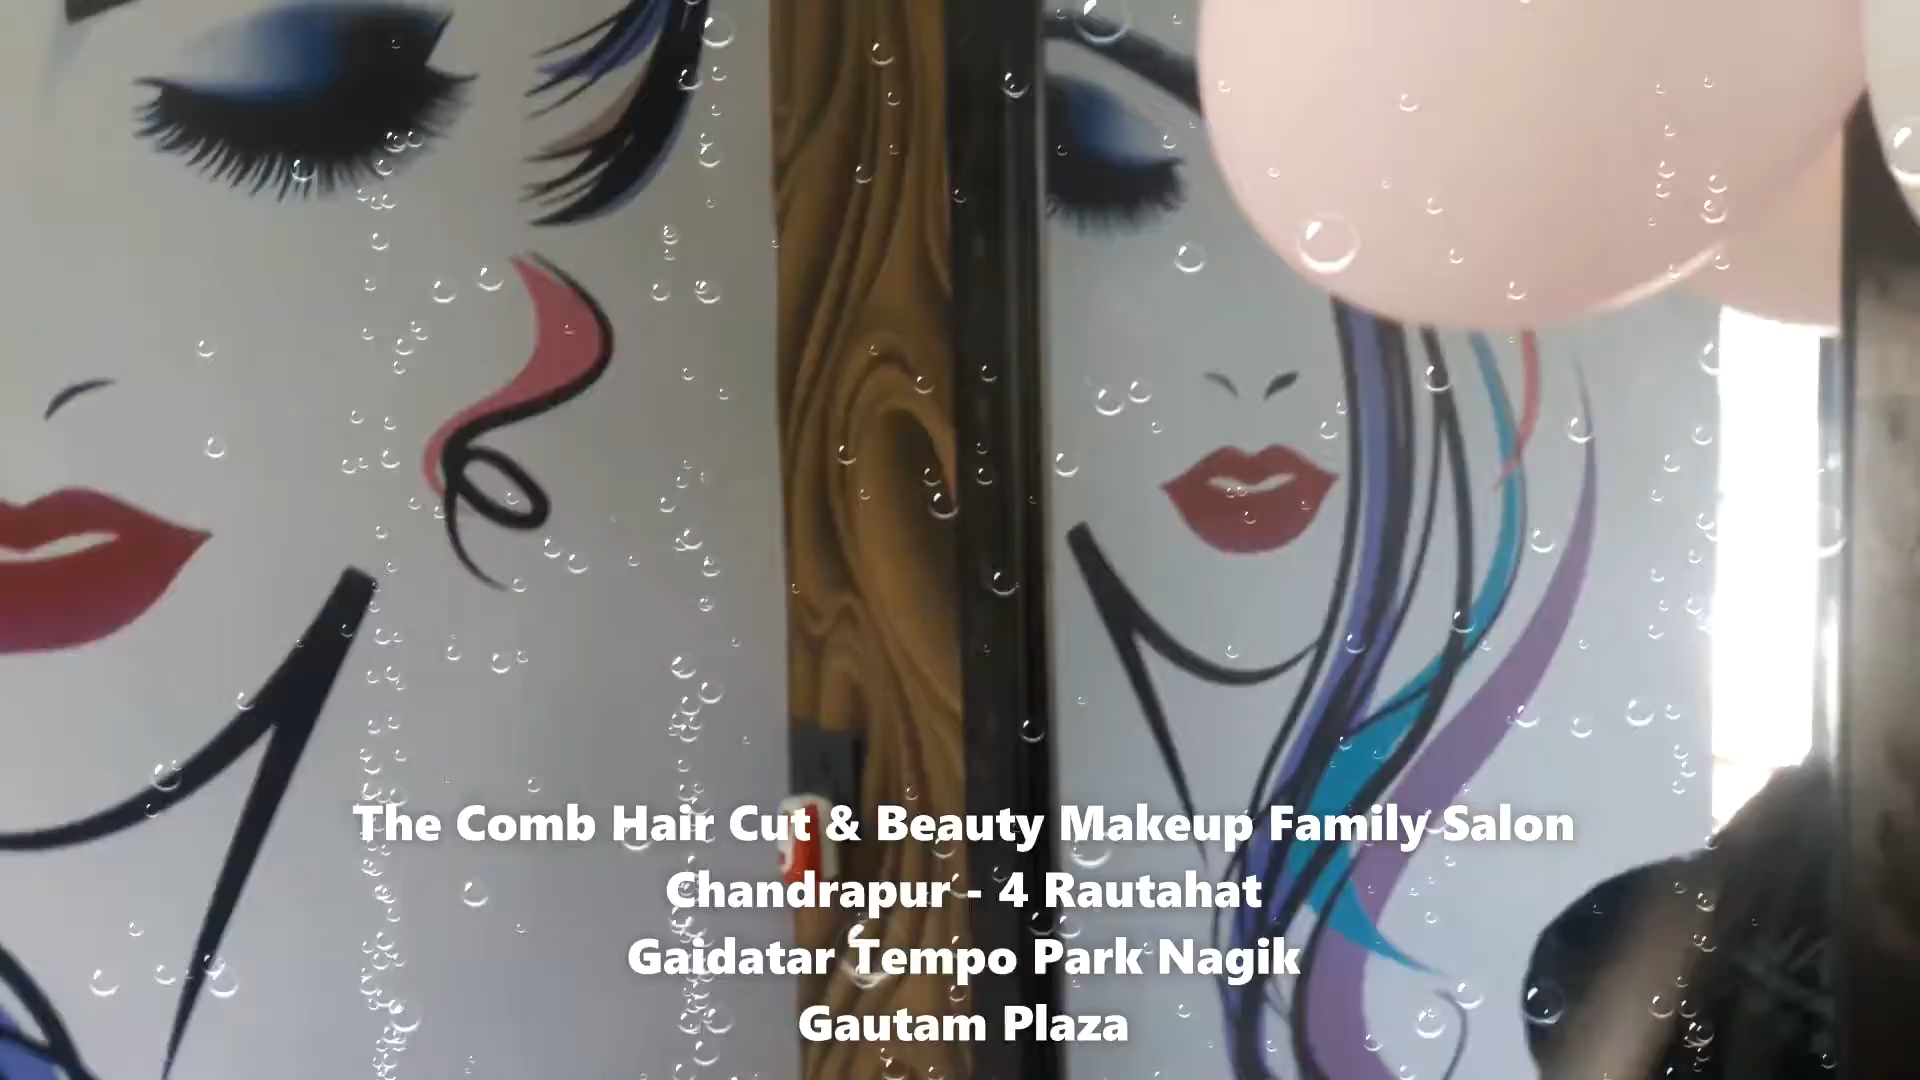 The Comb Hair Cut & Beauty Makeup Family Salon
Chandrapur - 4 Rautahat
Gaidatar Tempo Park Nagik
Gautam Plaza